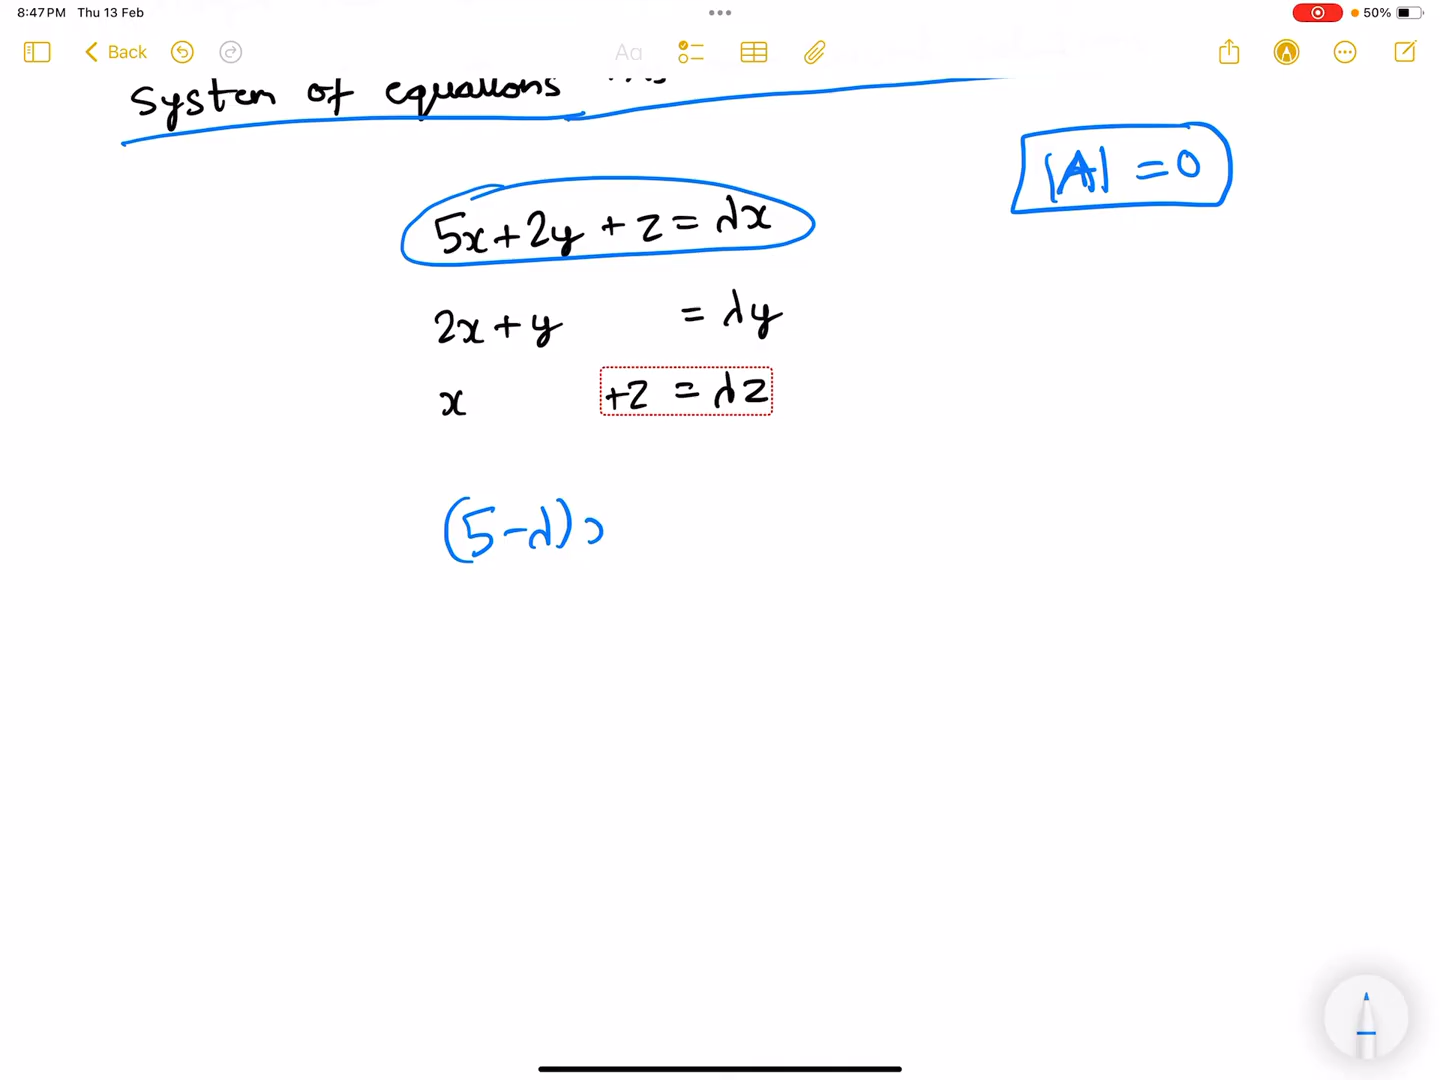 8:47 PM Thu 13 Feb
50%
Back
Aa
System of equations
|A| = 0
5x + 2y + z = λx
2x + y = λy
x + z = λz
(5-λ)